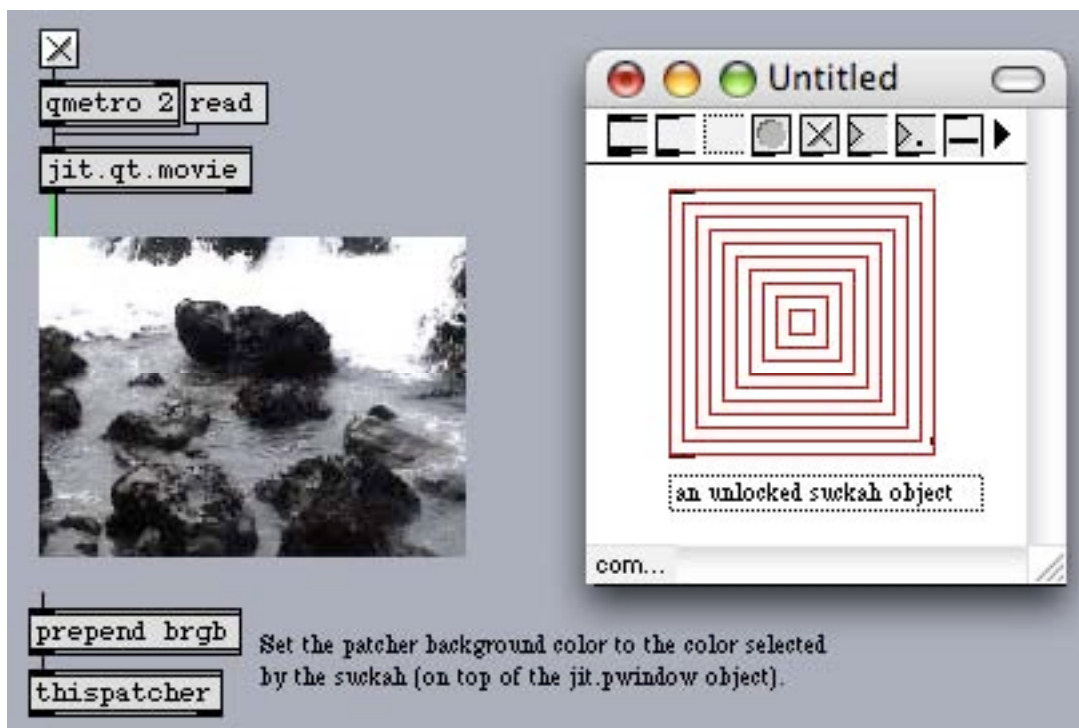 qmetro 2
read
jit.qt.movie
Untitled
an unlocked suckah object
com...
prepend brgb
thispatcher
Set the patcher background color to the color selected
by the suckah (on top of the jit.pwindow object).